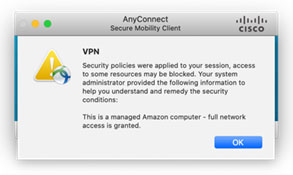 AnyConnect
Secure Mobility Client
CISCO
VPN
Security policies were applied to your session, access
to some resources may be blocked. Your system
administrator provided the following information to
help you understand and remedy the security
conditions:
This is a managed Amazon computer - full network
access is granted.
OK